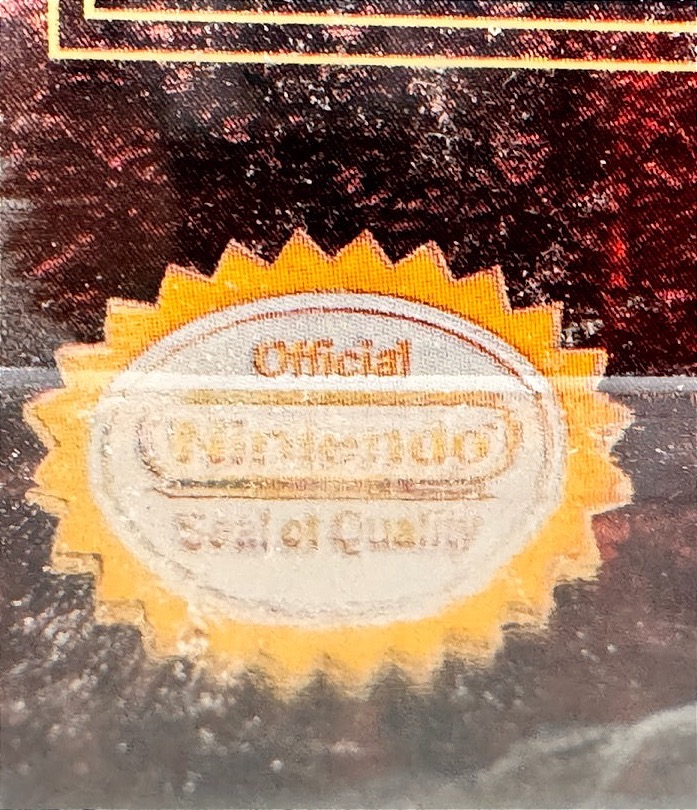 Official
Nintendo
Seal of Quality